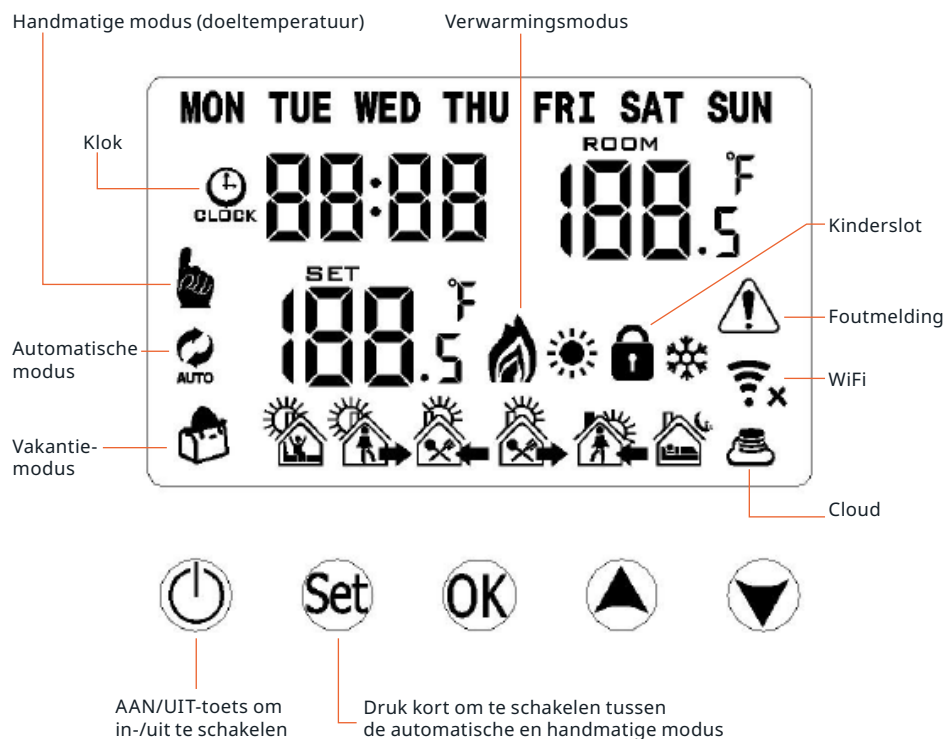 Handmatige modus (doeltemperatuur)
Verwarmingsmodus
MON TUE WED THU FRI SAT SUN
Klok
CLOCK
88:88
ROOM
188.5 °F
Kinderslot
SET
188.5 °F
Foutmelding
Automatische
modus
AUTO
WiFi
Vakantie-
modus
Cloud
Set
OK
AAN/UIT-toets om
in-/uit te schakelen
Druk kort om te schakelen tussen
de automatische en handmatige modus